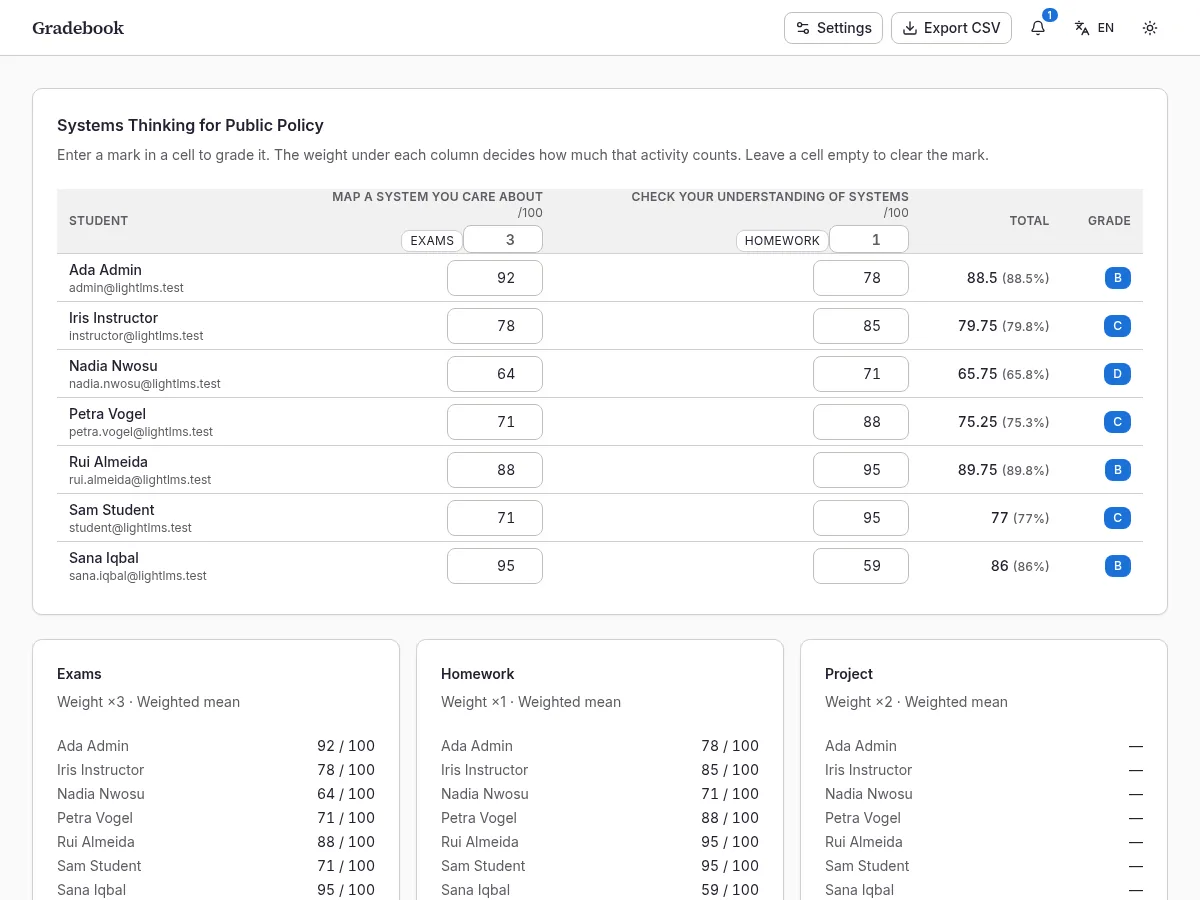 Gradebook
Settings
Export CSV
1
EN
Systems Thinking for Public Policy
Enter a mark in a cell to grade it. The weight under each column decides how much that activity counts. Leave a cell empty to clear the mark.
STUDENT
MAP A SYSTEM YOU CARE ABOUT
/100
EXAMS 3
CHECK YOUR UNDERSTANDING OF SYSTEMS
/100
HOMEWORK 1
TOTAL
GRADE
Ada Admin
admin@lightlms.test
92 78 88.5 (88.5%) B
Iris Instructor
instructor@lightlms.test
78 85 79.75 (79.8%) C
Nadia Nwosu
nadia.nwosu@lightlms.test
64 71 65.75 (65.8%) D
Petra Vogel
petra.vogel@lightlms.test
71 88 75.25 (75.3%) C
Rui Almeida
rui.almeida@lightlms.test
88 95 89.75 (89.8%) B
Sam Student
student@lightlms.test
71 95 77 (77%) C
Sana Iqbal
sana.iqbal@lightlms.test
95 59 86 (86%) B
Exams
Weight ×3 · Weighted mean
Ada Admin 92 / 100
Iris Instructor 78 / 100
Nadia Nwosu 64 / 100
Petra Vogel 71 / 100
Rui Almeida 88 / 100
Sam Student 71 / 100
Sana Iqbal 95 / 100
Homework
Weight ×1 · Weighted mean
Ada Admin 78 / 100
Iris Instructor 85 / 100
Nadia Nwosu 71 / 100
Petra Vogel 88 / 100
Rui Almeida 95 / 100
Sam Student 95 / 100
Sana Iqbal 59 / 100
Project
Weight ×2 · Weighted mean
Ada Admin —
Iris Instructor —
Nadia Nwosu —
Petra Vogel —
Rui Almeida —
Sam Student —
Sana Iqbal —